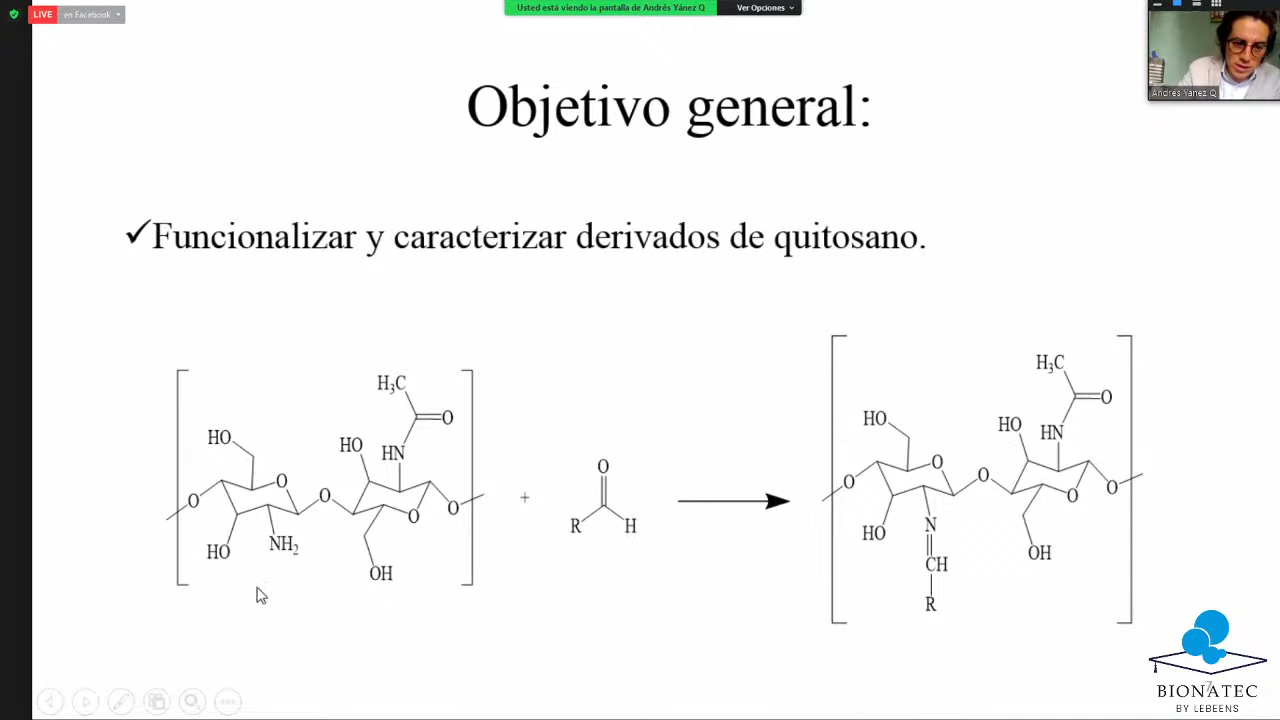 LIVE en Facebook
Usted está viendo la pantalla de Andrés Yánez Q
Ver Opciones
Andrés Yánez Q
Objetivo general:
✓Funcionalizar y caracterizar derivados de quitosano.
H₃C
O
HO
HO
HN
O
O
O
O
O
HO
NH₂
OH
+
O
R
H
H₃C
O
HO
HO
HN
O
O
O
O
O
HO
N
CH
R
OH
7
BIONATEC
BY LEBEENS